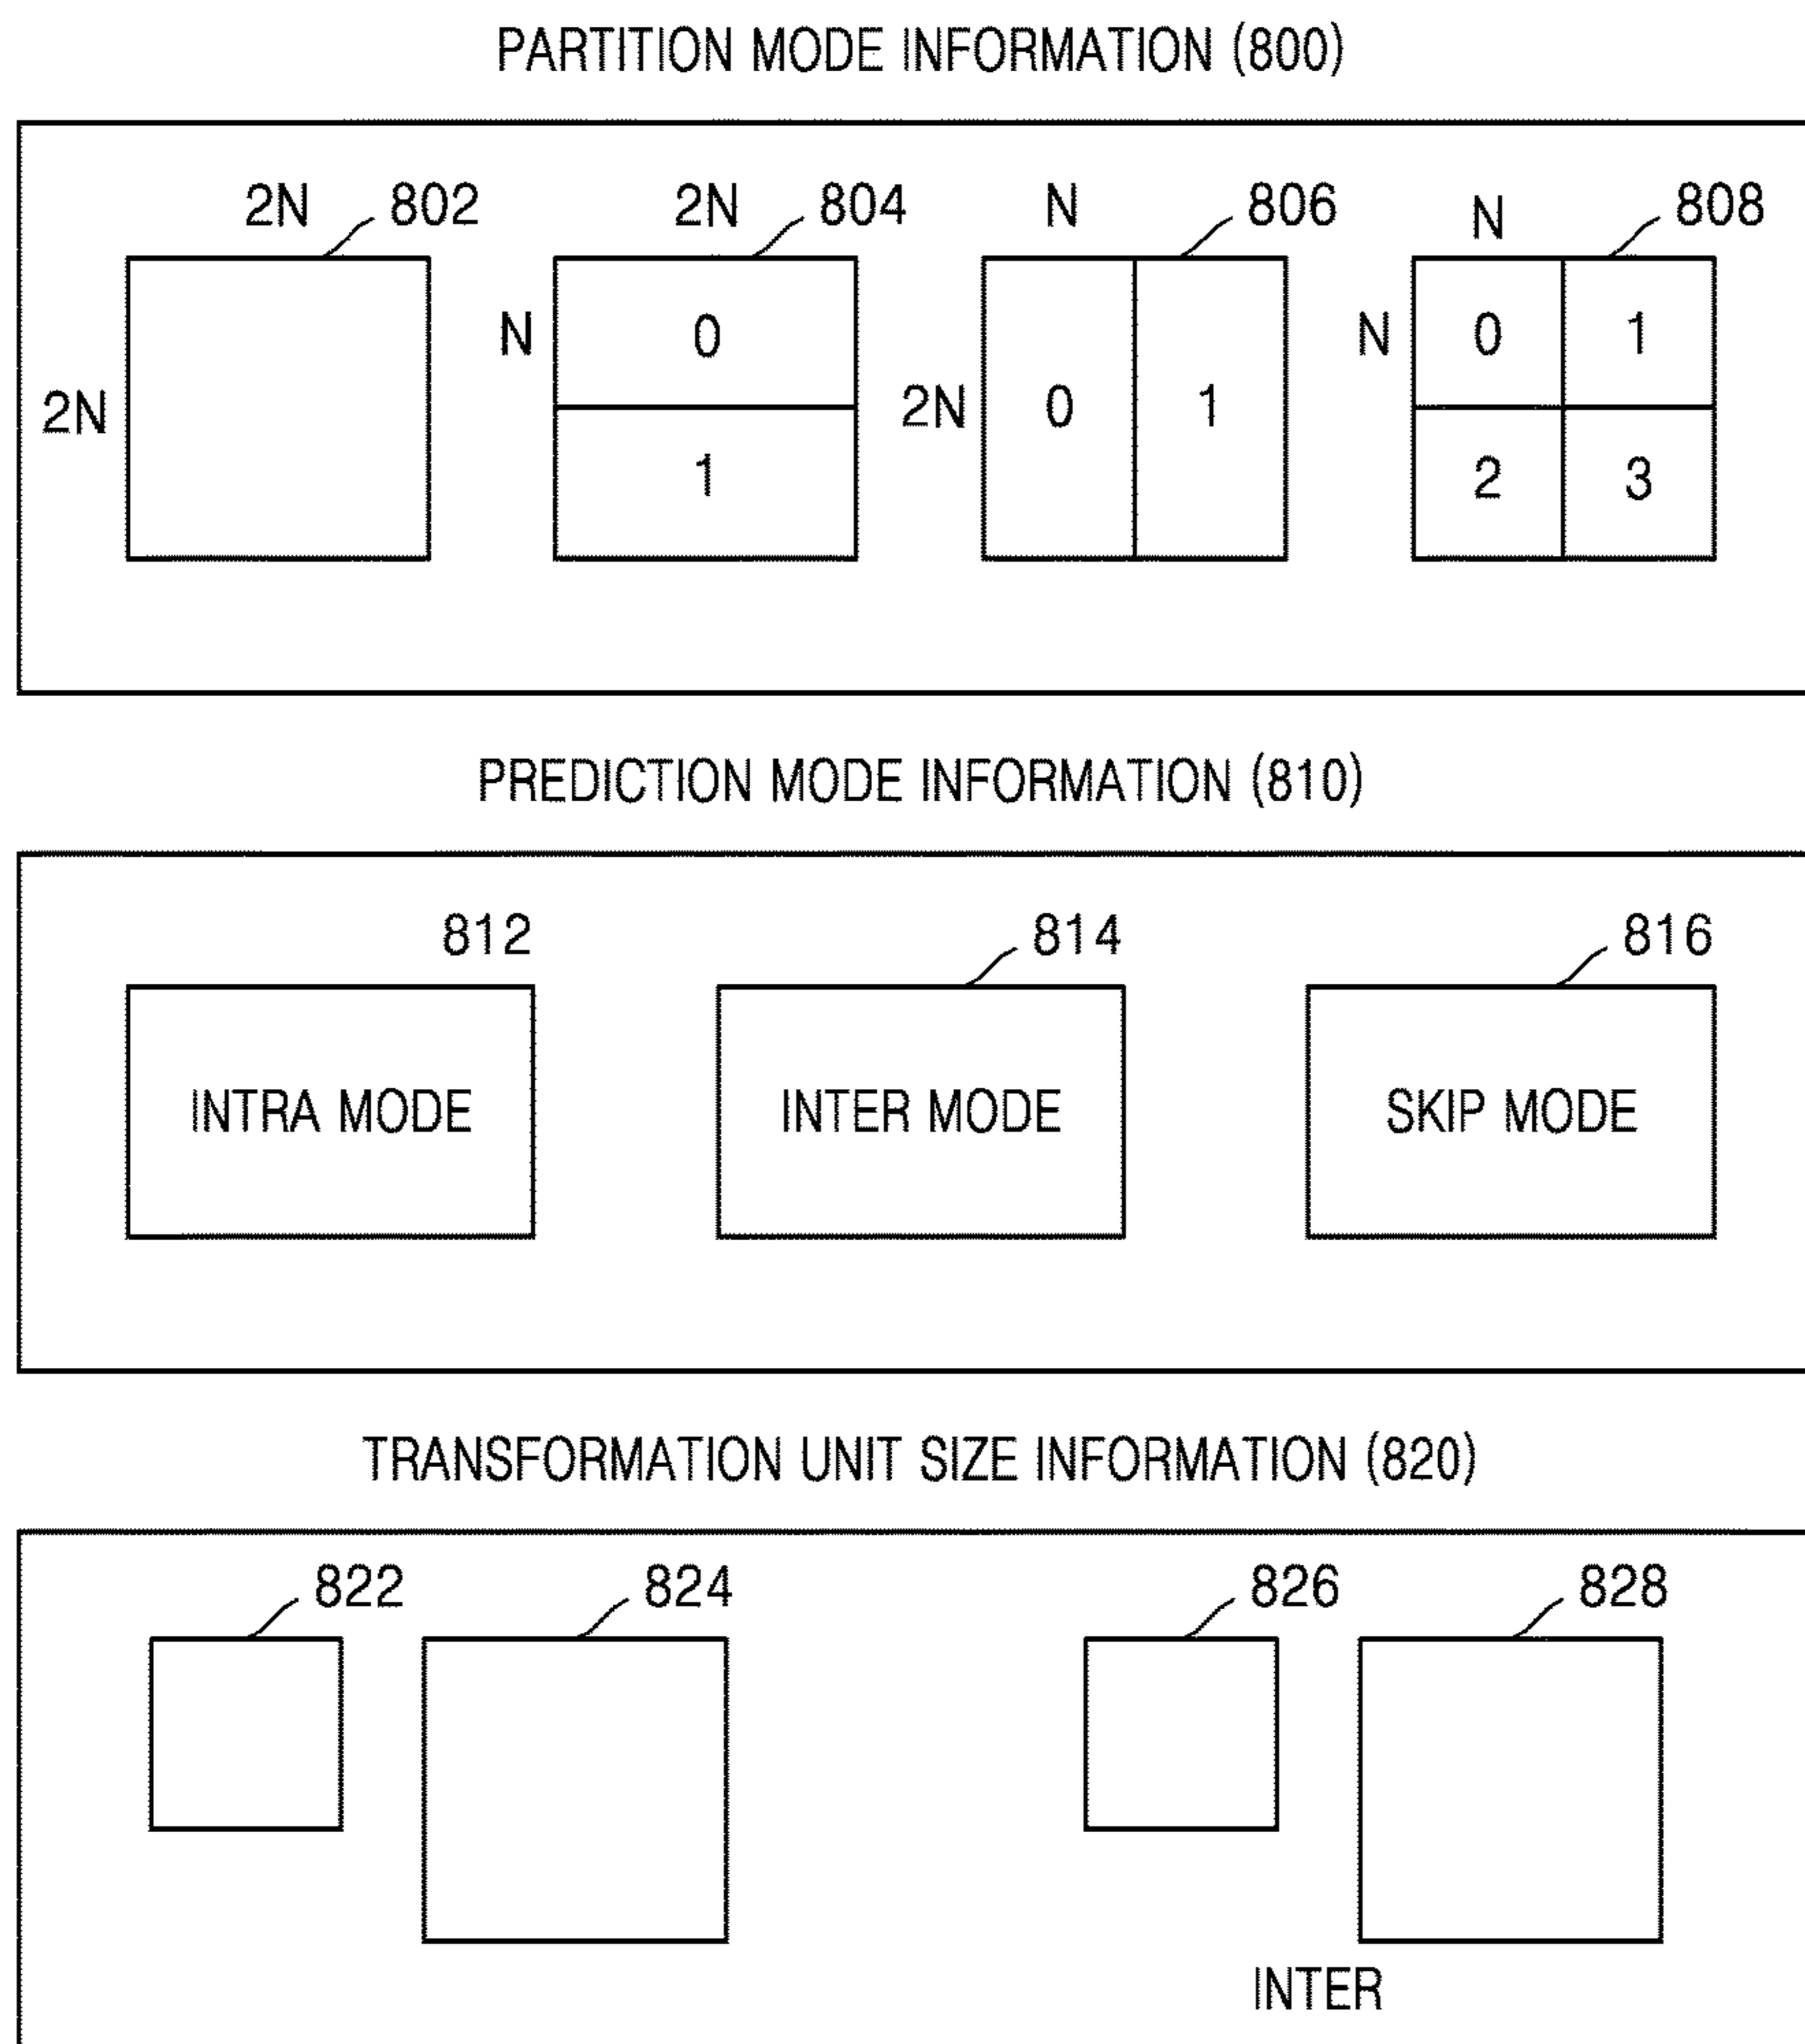 PARTITION MODE INFORMATION (800)
2N 802 2N 804 N 806 N 808
N 0 N 0 1
2N 2N 0 1
1 2 3
PREDICTION MODE INFORMATION (810)
812 814 816
INTRA MODE INTER MODE SKIP MODE
TRANSFORMATION UNIT SIZE INFORMATION (820)
822 824 826 828
INTER